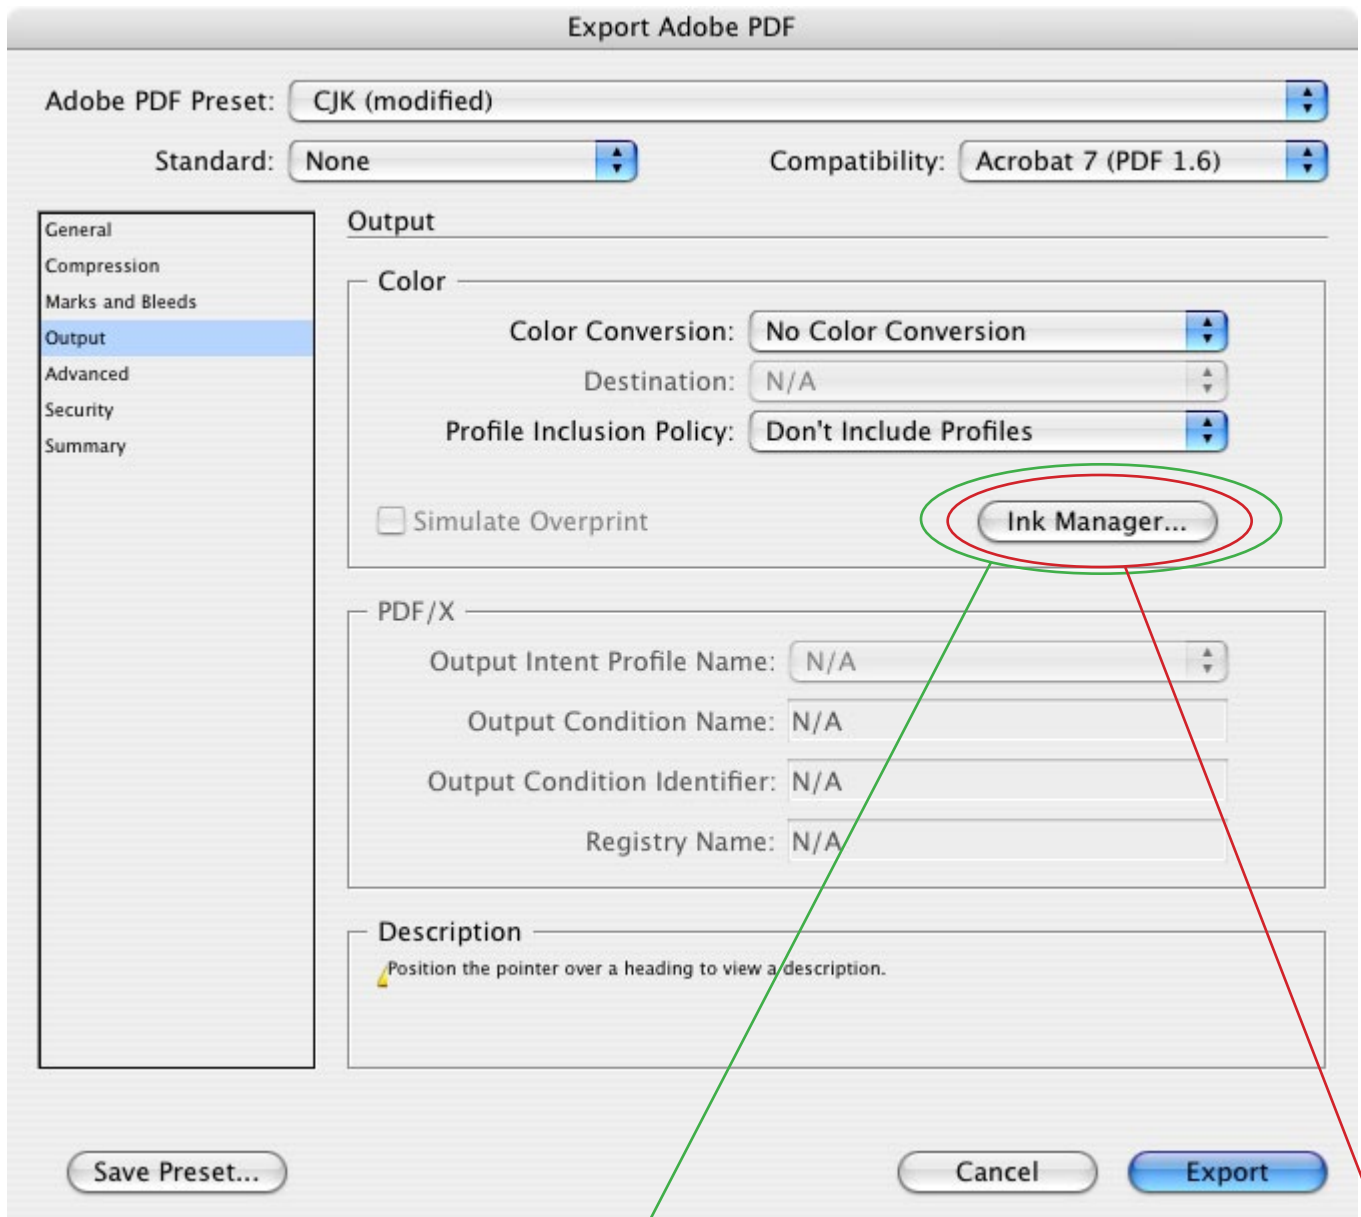 Export Adobe PDF
Adobe PDF Preset: CJK (modified)
Standard: None Compatibility: Acrobat 7 (PDF 1.6)
General
Compression
Marks and Bleeds
Output
Advanced
Security
Summary
Output
Color
Color Conversion: No Color Conversion
Destination: N/A
Profile Inclusion Policy: Don't Include Profiles
Simulate Overprint Ink Manager...
PDF/X
Output Intent Profile Name: N/A
Output Condition Name: N/A
Output Condition Identifier: N/A
Registry Name: N/A
Description
Position the pointer over a heading to view a description.
Save Preset... Cancel Export